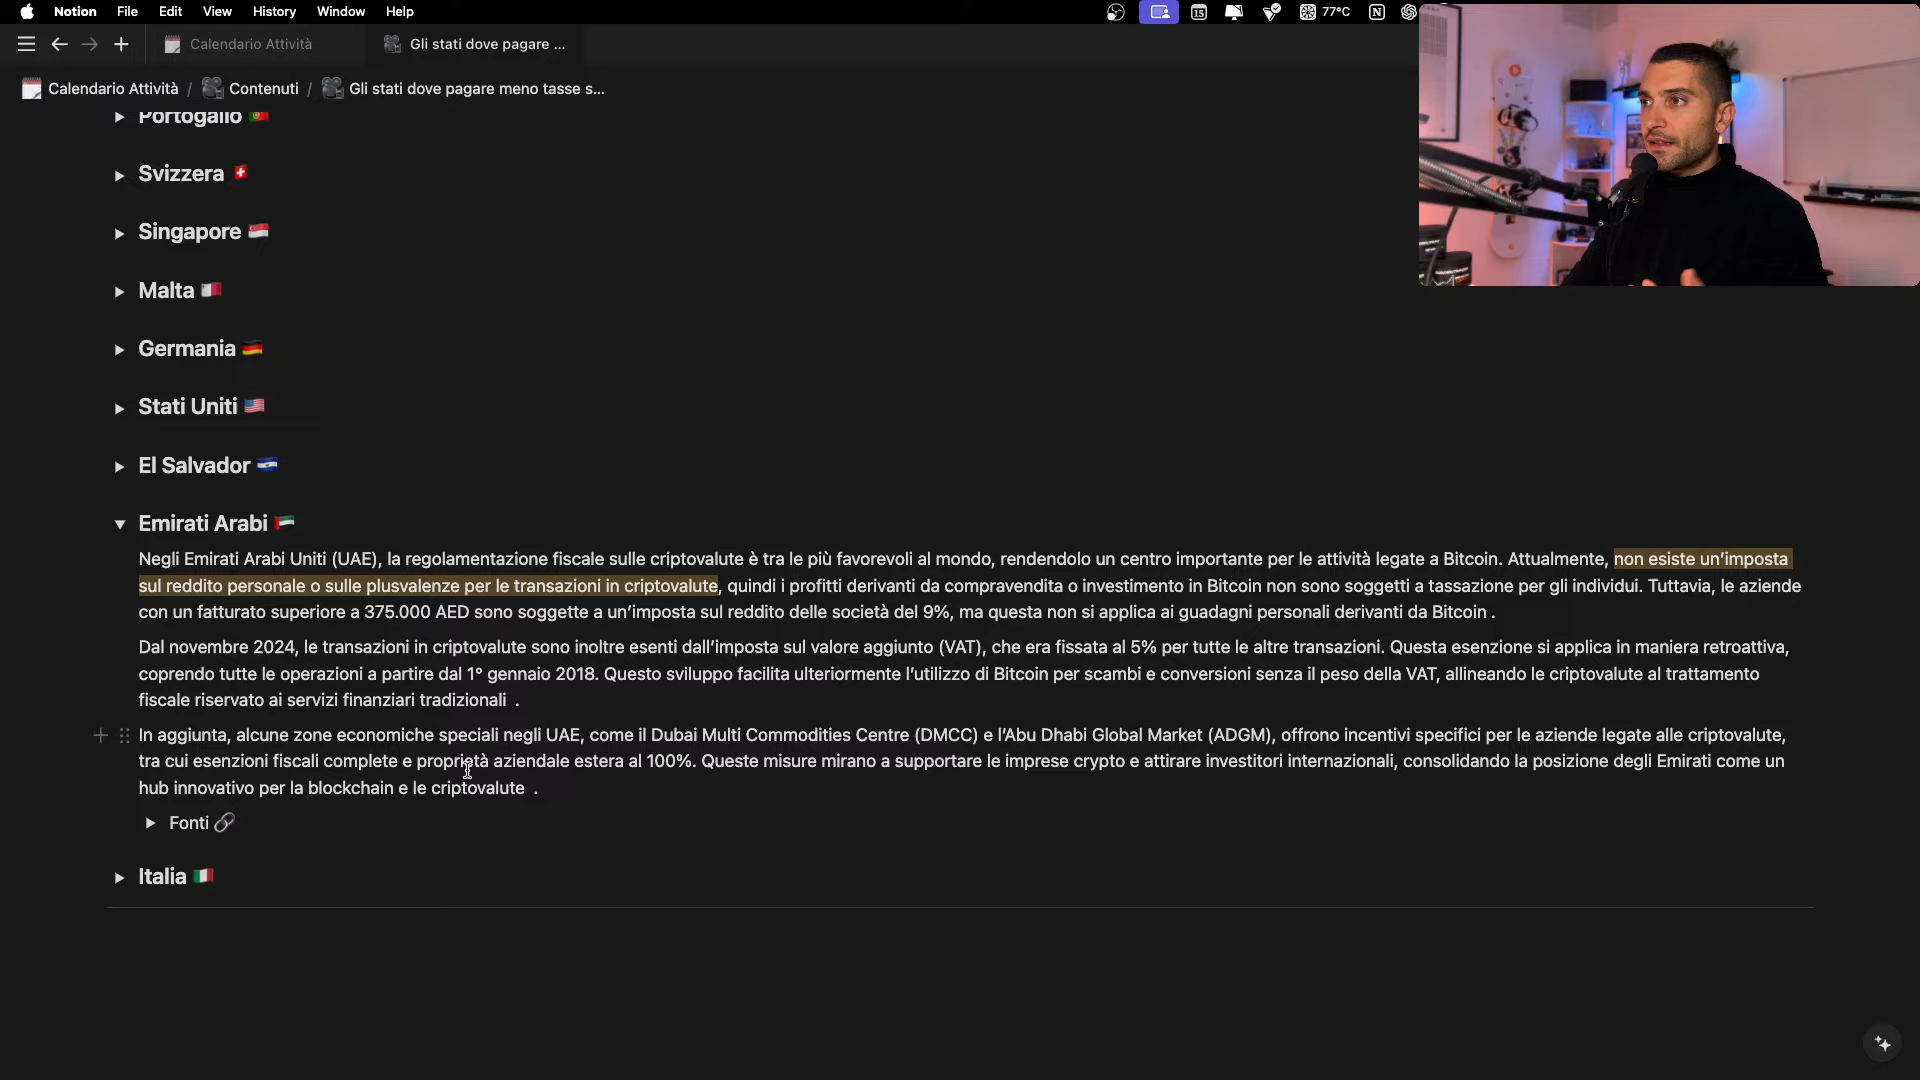 Notion File Edit View History Window Help
15 77°C
Calendario Attività Gli stati dove pagare ...
Calendario Attività / Contenuti / Gli stati dove pagare meno tasse s...
Portogallo
Svizzera
Singapore
Malta
Germania
Stati Uniti
El Salvador
Emirati Arabi
Negli Emirati Arabi Uniti (UAE), la regolamentazione fiscale sulle criptovalute è tra le più favorevoli al mondo, rendendolo un centro importante per le attività legate a Bitcoin. Attualmente, non esiste un'imposta
sul reddito personale o sulle plusvalenze per le transazioni in criptovalute, quindi i profitti derivanti da compravendita o investimento in Bitcoin non sono soggetti a tassazione per gli individui. Tuttavia, le aziende
con un fatturato superiore a 375.000 AED sono soggette a un'imposta sul reddito delle società del 9%, ma questa non si applica ai guadagni personali derivanti da Bitcoin .
Dal novembre 2024, le transazioni in criptovalute sono inoltre esenti dall'imposta sul valore aggiunto (VAT), che era fissata al 5% per tutte le altre transazioni. Questa esenzione si applica in maniera retroattiva,
coprendo tutte le operazioni a partire dal 1° gennaio 2018. Questo sviluppo facilita ulteriormente l'utilizzo di Bitcoin per scambi e conversioni senza il peso della VAT, allineando le criptovalute al trattamento
fiscale riservato ai servizi finanziari tradizionali .
In aggiunta, alcune zone economiche speciali negli UAE, come il Dubai Multi Commodities Centre (DMCC) e l'Abu Dhabi Global Market (ADGM), offrono incentivi specifici per le aziende legate alle criptovalute,
tra cui esenzioni fiscali complete e proprietà aziendale estera al 100%. Queste misure mirano a supportare le imprese crypto e attirare investitori internazionali, consolidando la posizione degli Emirati come un
hub innovativo per la blockchain e le criptovalute .
Fonti
Italia